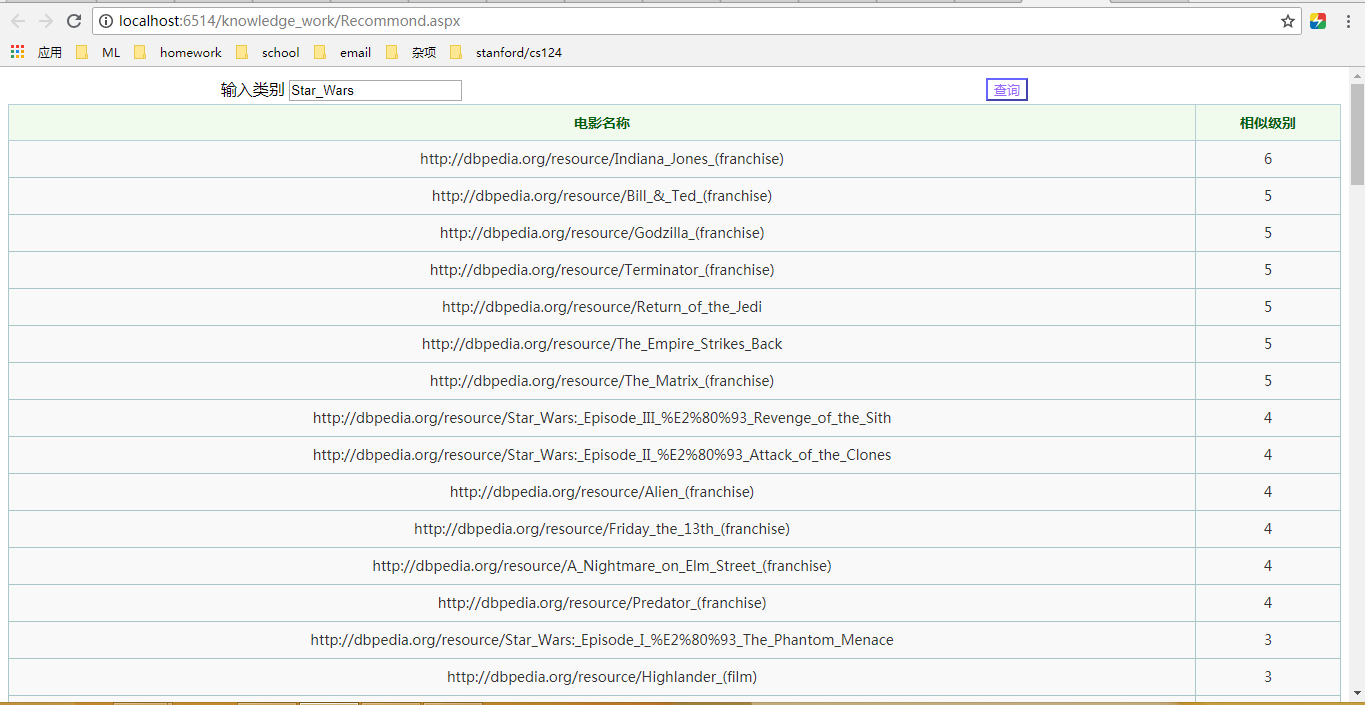 localhost:6514/knowledge_work/Recommond.aspx
应用 ML homework school email 杂项 stanford/cs124
输入类别 Star_Wars 查询
电影名称 相似级别
http://dbpedia.org/resource/Indiana_Jones_(franchise) 6
http://dbpedia.org/resource/Bill_&_Ted_(franchise) 5
http://dbpedia.org/resource/Godzilla_(franchise) 5
http://dbpedia.org/resource/Terminator_(franchise) 5
http://dbpedia.org/resource/Return_of_the_Jedi 5
http://dbpedia.org/resource/The_Empire_Strikes_Back 5
http://dbpedia.org/resource/The_Matrix_(franchise) 5
http://dbpedia.org/resource/Star_Wars:_Episode_III_%E2%80%93_Revenge_of_the_Sith 4
http://dbpedia.org/resource/Star_Wars:_Episode_II_%E2%80%93_Attack_of_the_Clones 4
http://dbpedia.org/resource/Alien_(franchise) 4
http://dbpedia.org/resource/Friday_the_13th_(franchise) 4
http://dbpedia.org/resource/A_Nightmare_on_Elm_Street_(franchise) 4
http://dbpedia.org/resource/Predator_(franchise) 4
http://dbpedia.org/resource/Star_Wars:_Episode_I_%E2%80%93_The_Phantom_Menace 3
http://dbpedia.org/resource/Highlander_(film) 3